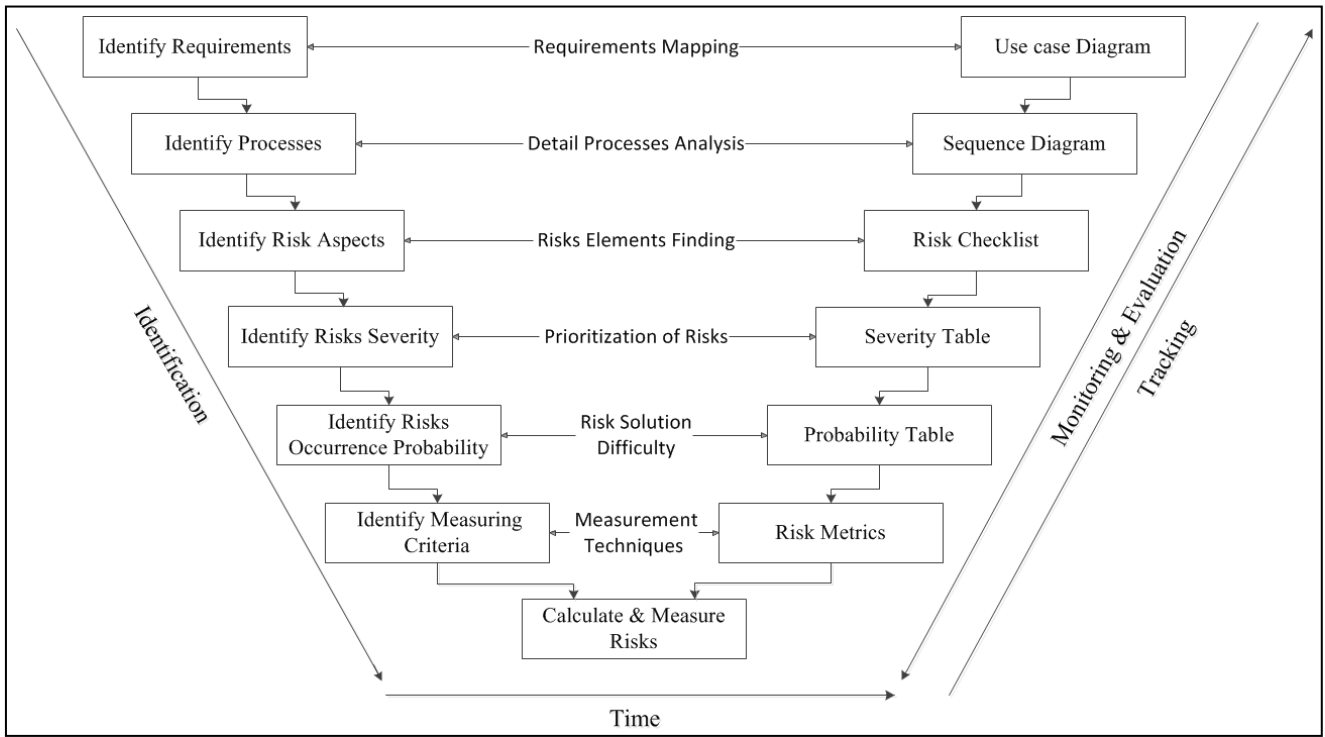 Identify Requirements
Requirements Mapping
Use case Diagram
Identify Processes
Detail Processes Analysis
Sequence Diagram
Identify Risk Aspects
Risks Elements Finding
Risk Checklist
Identify Risks Severity
Prioritization of Risks
Severity Table
Identify Risks
Occurrence Probability
Risk Solution
Difficulty
Probability Table
Identify Measuring
Criteria
Measurement
Techniques
Risk Metrics
Calculate & Measure
Risks
Identification
Monitoring & Evaluation
Tracking
Time